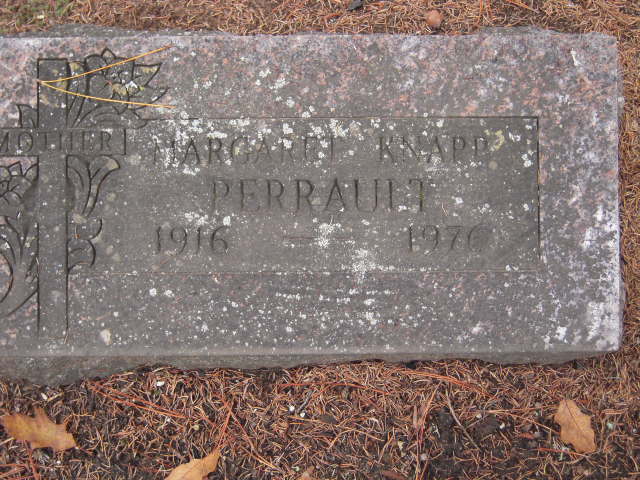 MOTHER
MARGARET KNAPP
PERRAULT
1916 — 1976